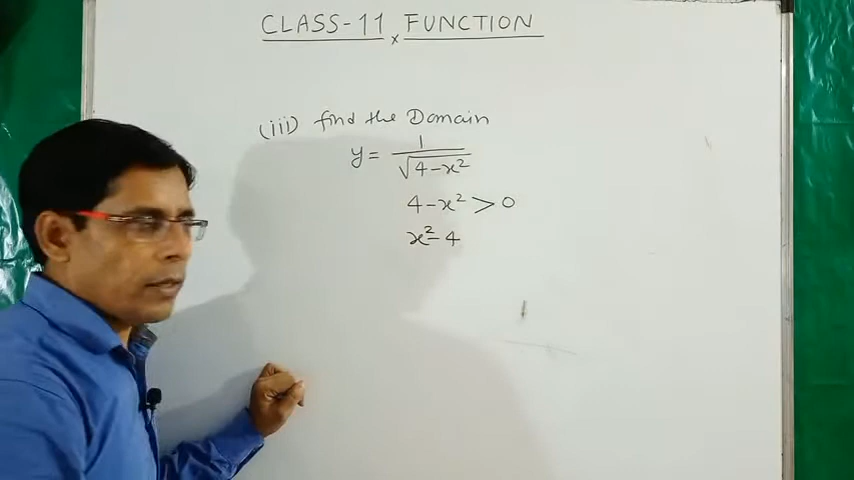 CLASS-11 x FUNCTION
(iii) find the Domain
y = 1/√(4-x²)
4-x² > 0
x²-4